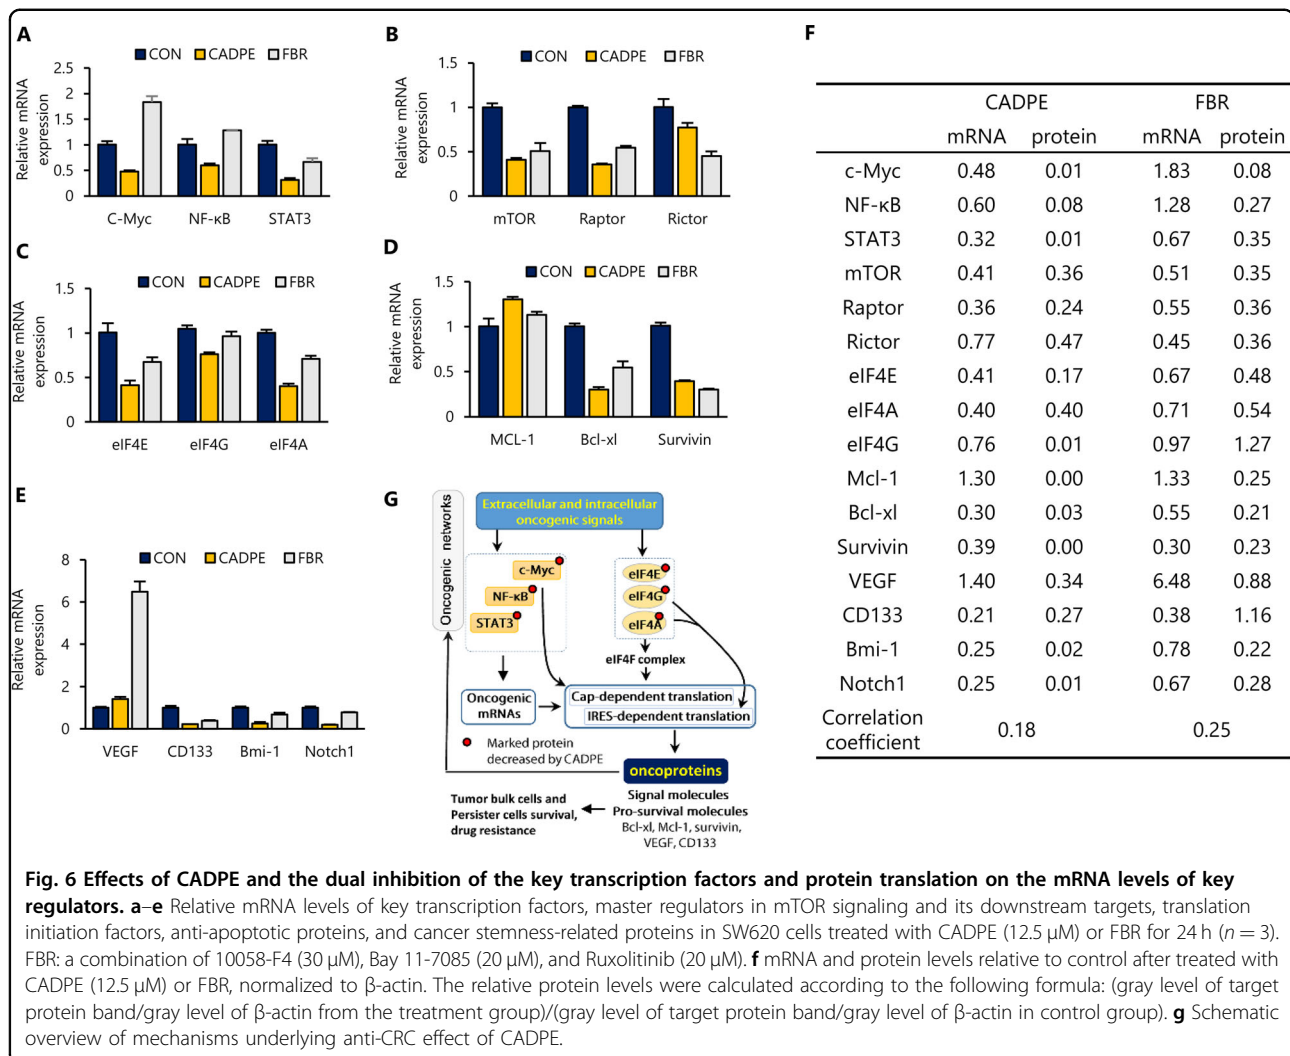 A
CON CADPE FBR
Relative mRNA
expression
2.5
2
1.5
1
0.5
0
C-Myc NF-κB STAT3
B
CON CADPE FBR
Relative mRNA
expression
1.5
1
0.5
0
mTOR Raptor Rictor
C
CON CADPE FBR
Relative mRNA
expression
1.5
1
0.5
0
eIF4E eIF4G eIF4A
D
CON CADPE FBR
Relative mRNA
expression
1.5
1
0.5
0
MCL-1 Bcl-xl Survivin
E
CON CADPE FBR
Relative mRNA
expression
8
6
4
2
0
VEGF CD133 Bmi-1 Notch1
G
Oncogenic networks
Extracellular and intracellular
oncogenic signals
c-Myc
NF-κB
STAT3
eIF4E
eIF4G
eIF4A
eIF4F complex
Oncogenic
mRNAs
Cap-dependent translation
IRES-dependent translation
Marked protein
decreased by CADPE
oncoproteins
Signal molecules
Pro-survival molecules
Bcl-xl, Mcl-1, survivin,
VEGF, CD133
Tumor bulk cells and
Persister cells survival,
drug resistance
F
CADPE FBR
mRNA protein mRNA protein
c-Myc 0.48 0.01 1.83 0.08
NF-κB 0.60 0.08 1.28 0.27
STAT3 0.32 0.01 0.67 0.35
mTOR 0.41 0.36 0.51 0.35
Raptor 0.36 0.24 0.55 0.36
Rictor 0.77 0.47 0.45 0.36
eIF4E 0.41 0.17 0.67 0.48
eIF4A 0.40 0.40 0.71 0.54
eIF4G 0.76 0.01 0.97 1.27
Mcl-1 1.30 0.00 1.33 0.25
Bcl-xl 0.30 0.03 0.55 0.21
Survivin 0.39 0.00 0.30 0.23
VEGF 1.40 0.34 6.48 0.88
CD133 0.21 0.27 0.38 1.16
Bmi-1 0.25 0.02 0.78 0.22
Notch1 0.25 0.01 0.67 0.28
Correlation
coefficient 0.18 0.25
Fig. 6 Effects of CADPE and the dual inhibition of the key transcription factors and protein translation on the mRNA levels of key
regulators. a–e Relative mRNA levels of key transcription factors, master regulators in mTOR signaling and its downstream targets, translation
initiation factors, anti-apoptotic proteins, and cancer stemness-related proteins in SW620 cells treated with CADPE (12.5 μM) or FBR for 24 h (n = 3).
FBR: a combination of 10058-F4 (30 μM), Bay 11-7085 (20 μM), and Ruxolitinib (20 μM). f mRNA and protein levels relative to control after treated with
CADPE (12.5 μM) or FBR, normalized to β-actin. The relative protein levels were calculated according to the following formula: (gray level of target
protein band/gray level of β-actin from the treatment group)/(gray level of target protein band/gray level of β-actin in control group). g Schematic
overview of mechanisms underlying anti-CRC effect of CADPE.